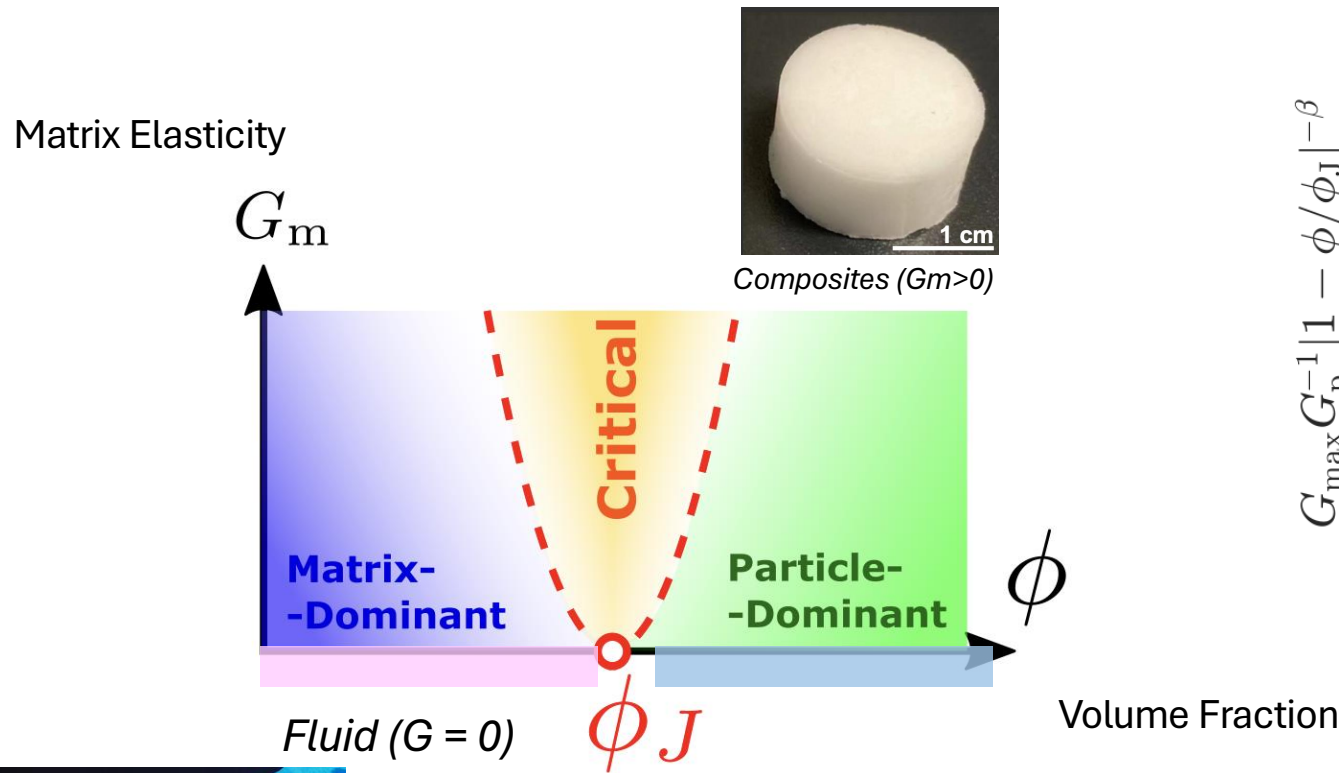 Matrix Elasticity
G_m
1 cm
Composites (Gm>0)
Critical
Matrix-
-Dominant
Particle-
-Dominant
ϕ
ϕ_J
Fluid (G = 0)
Volume Fraction
G_max G_p^{-1}|1 − ϕ/ϕ_J|^{−β}